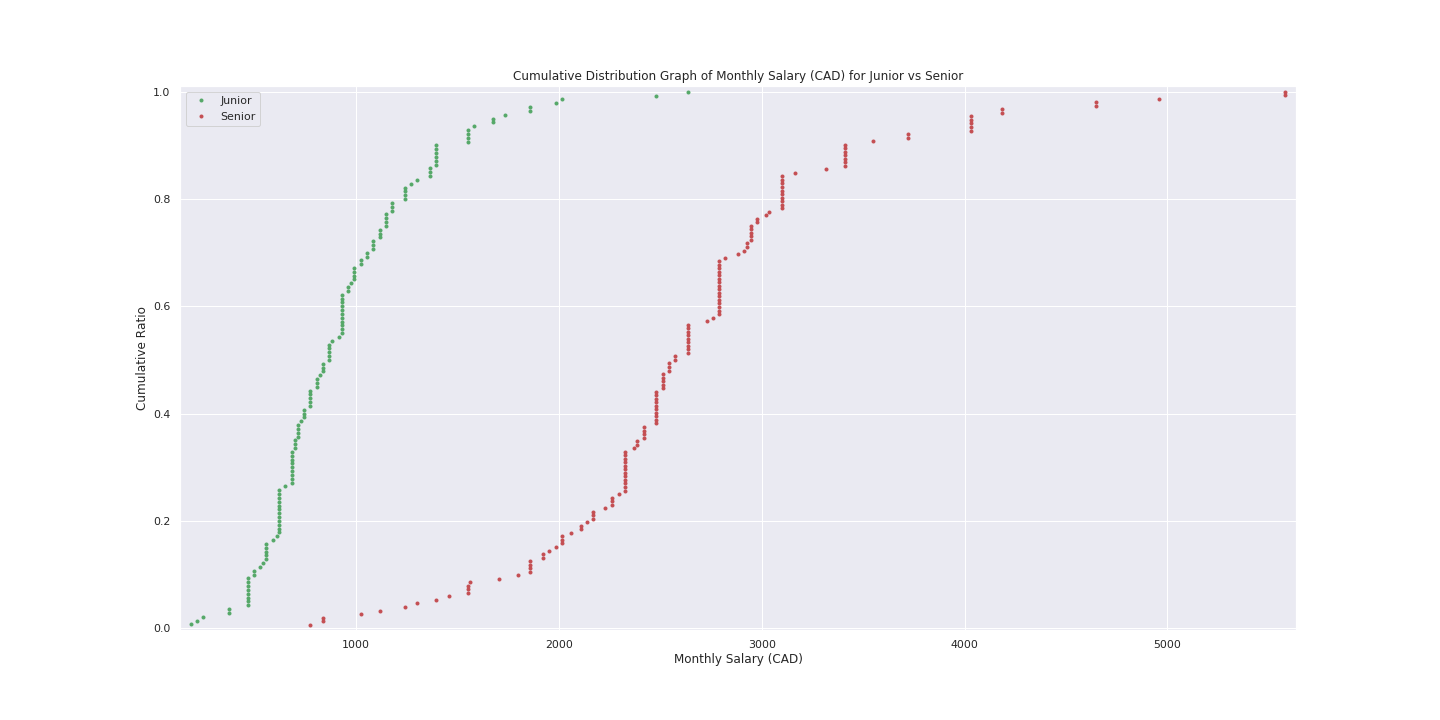 Cumulative Distribution Graph of Monthly Salary (CAD) for Junior vs Senior
Junior
Senior
1.0
0.8
0.6
0.4
0.2
0.0
Cumulative Ratio
1000 2000 3000 4000 5000
Monthly Salary (CAD)